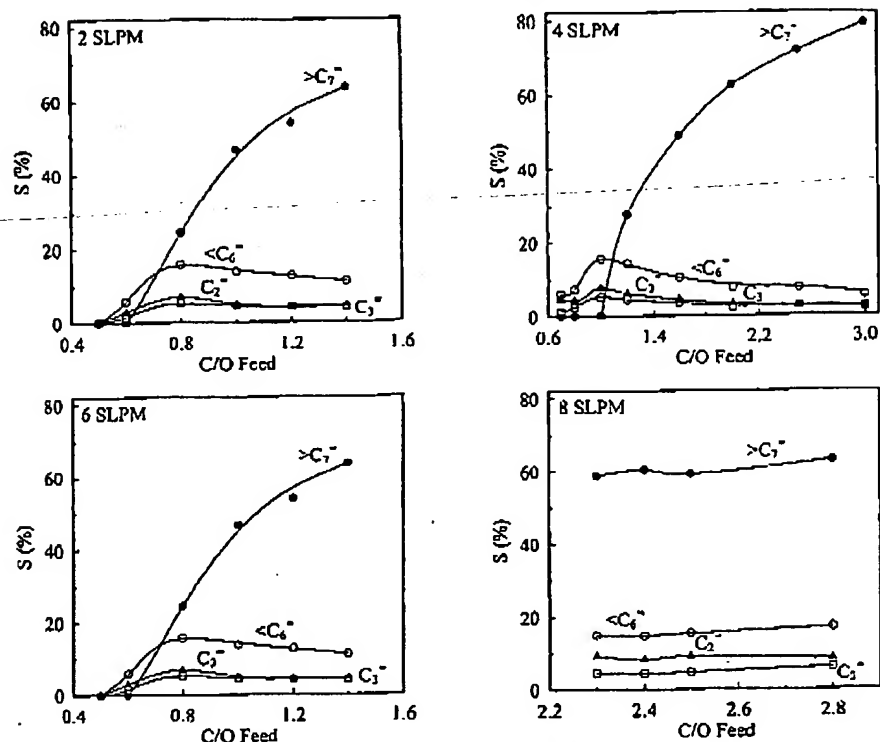 2 SLPM
S (%)
80
60
40
20
0
>C₇⁼
<C₆⁼
C₂⁼
C₃⁼
0.4 0.8 1.2 1.6
C/O Feed
4 SLPM
S (%)
80
60
40
20
0
>C₇⁼
<C₆⁼
C₃
C₃
0.6 1.4 2.2 3.0
C/O Feed
6 SLPM
S (%)
80
60
40
20
0
>C₇⁼
<C₆⁼
C₃⁼
C₃⁼
0.4 0.8 1.2 1.6
C/O Feed
8 SLPM
S (%)
80
60
40
20
0
>C₇⁼
<C₆⁼
C₂⁼
C₃⁼
2.2 2.4 2.6 2.8
C/O Feed